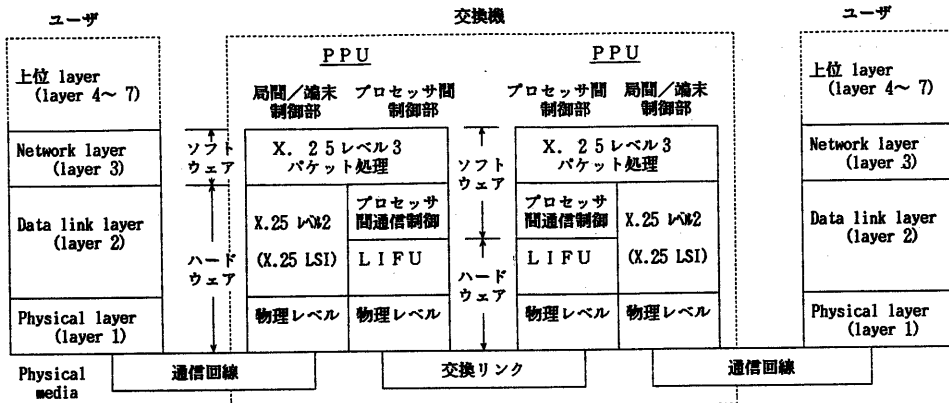 ユーザ
交換機
ユーザ
ＰＰＵ
ＰＰＵ
上位 layer
(layer 4～ 7)
局間／端末
制御部
プロセッサ間
制御部
プロセッサ間
制御部
局間／端末
制御部
上位 layer
(layer 4～ 7)
Network layer
(layer 3)
ソフト
ウェア
Ｘ．２５レベル３
パケット処理
ソフト
ウェア
Ｘ．２５レベル３
パケット処理
Network layer
(layer 3)
Data link layer
(layer 2)
ハード
ウェア
X.25 ﾚﾍﾞﾙ2
(X.25 LSI)
プロセッサ
間通信制御
ＬＩＦＵ
ハード
ウェア
プロセッサ
間通信制御
ＬＩＦＵ
X.25 ﾚﾍﾞﾙ2
(X.25 LSI)
Data link layer
(layer 2)
Physical layer
(layer 1)
物理レベル
物理レベル
物理レベル
物理レベル
Physical layer
(layer 1)
Physical
media
通信回線
交換リンク
通信回線